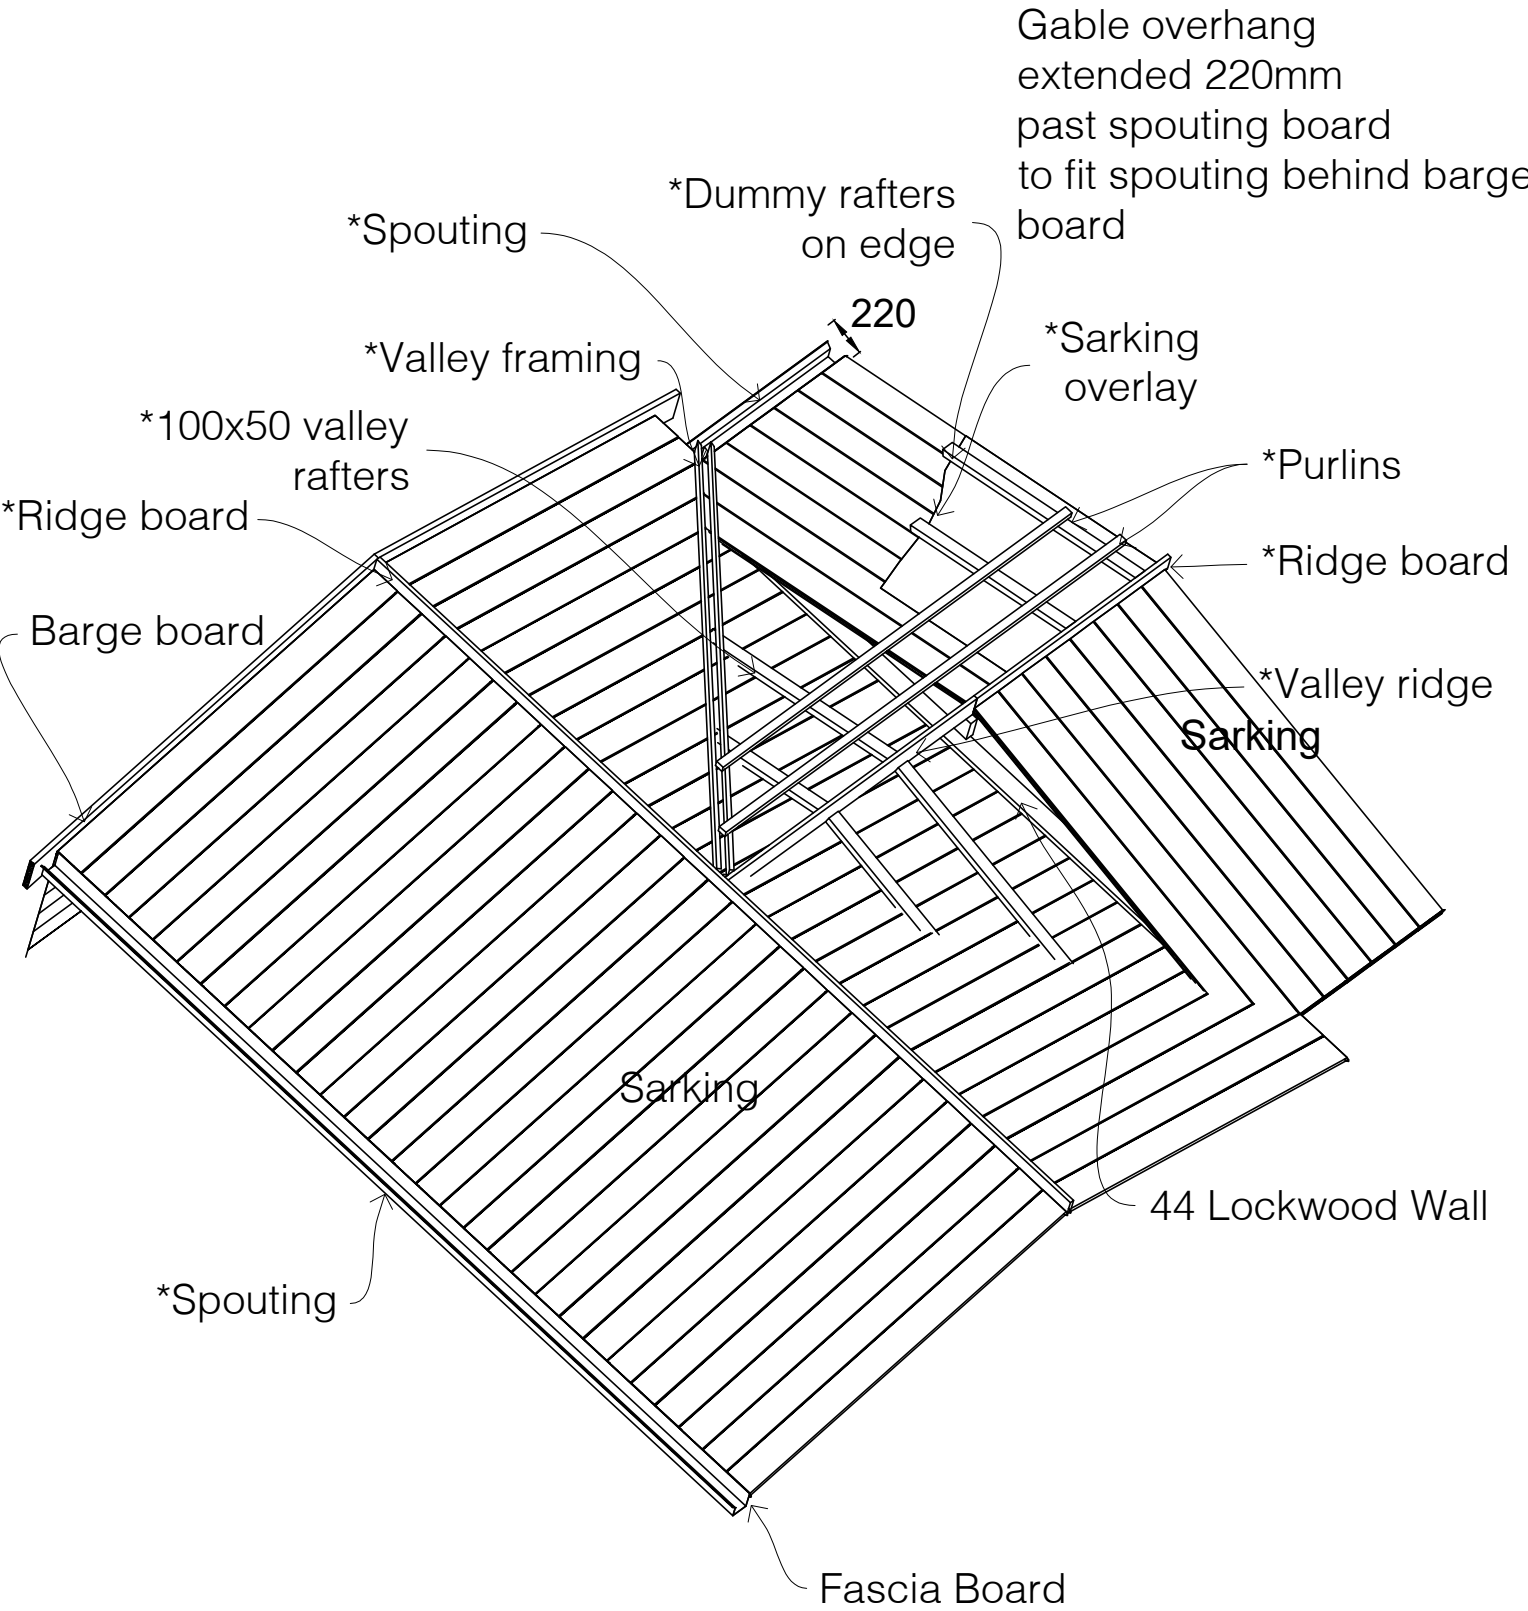 Gable overhang
extended 220mm
past spouting board
to fit spouting behind barge
board
*Dummy rafters
on edge
*Spouting
220
*Sarking
overlay
*Valley framing
*100x50 valley
rafters
*Purlins
*Ridge board
*Ridge board
Barge board
*Valley ridge
Sarking
Sarking
44 Lockwood Wall
*Spouting
Fascia Board